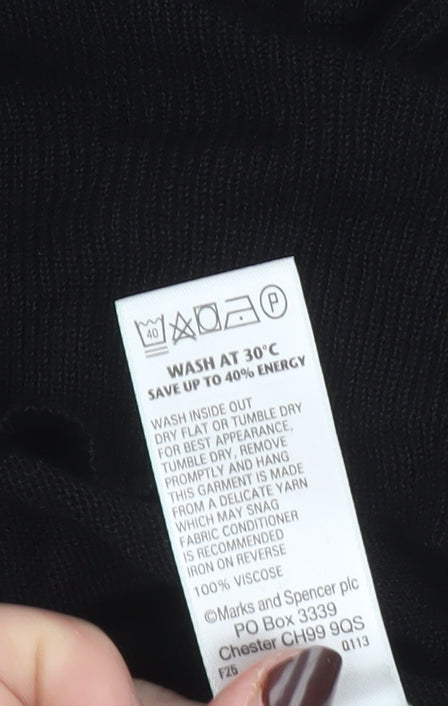 40 P
WASH AT 30°C
SAVE UP TO 40% ENERGY
WASH INSIDE OUT
DRY FLAT OR TUMBLE DRY
FOR BEST APPEARANCE,
TUMBLE DRY, REMOVE
PROMPTLY AND HANG
THIS GARMENT IS MADE
FROM A DELICATE YARN
WHICH MAY SNAG
FABRIC CONDITIONER
IS RECOMMENDED
IRON ON REVERSE
100% VISCOSE
©Marks and Spencer plc
PO Box 3339
Chester CH99 9QS
F25 0113